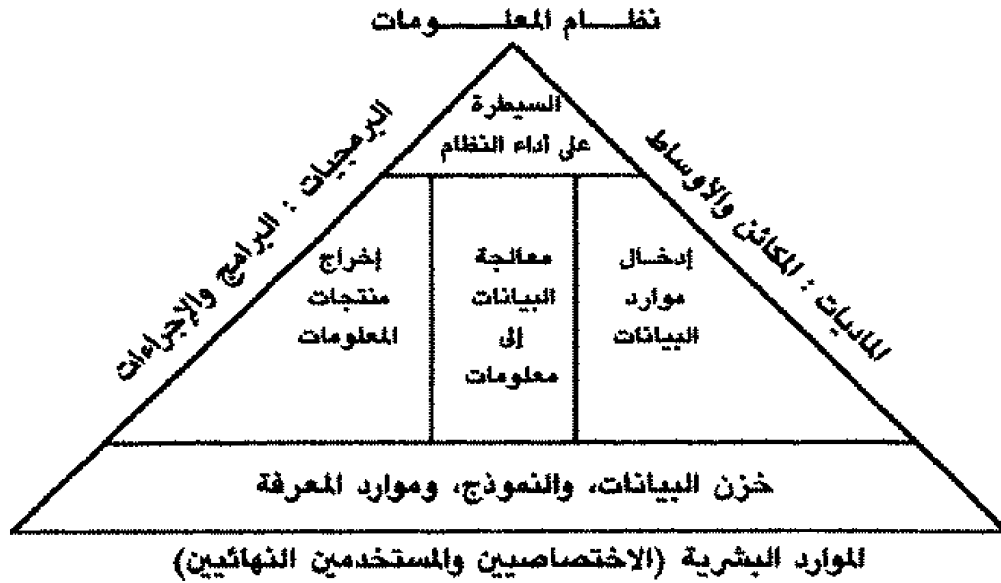 نظام المعلومات
السيطرة
على أداء النظام
الماديات : المكائن والأوساط
البرمجيات : البرامج والإجراءات
إدخال
موارد
البيانات
معالجة
البيانات
إلى
معلومات
إخراج
منتجات
المعلومات
خزن البيانات، والنموذج، وموارد المعرفة
الموارد البشرية (الاختصاصيين والمستخدمين النهائيين)